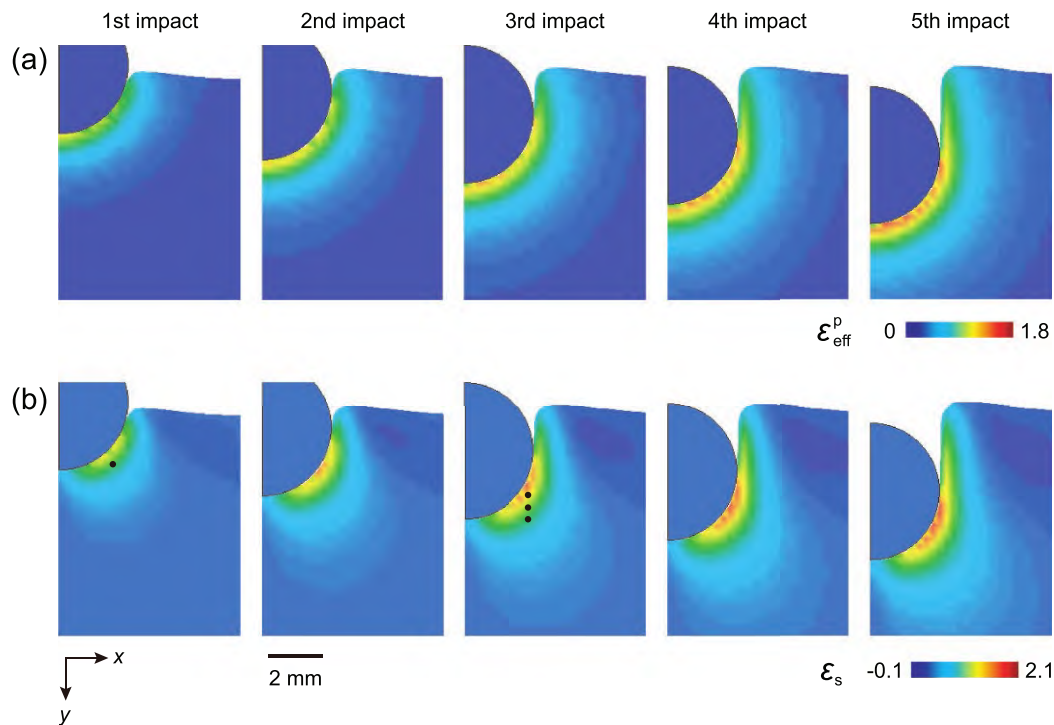 1st impact 2nd impact 3rd impact 4th impact 5th impact
(a)
ε^p_eff 0 1.8
(b)
x
y
2 mm
ε_s -0.1 2.1